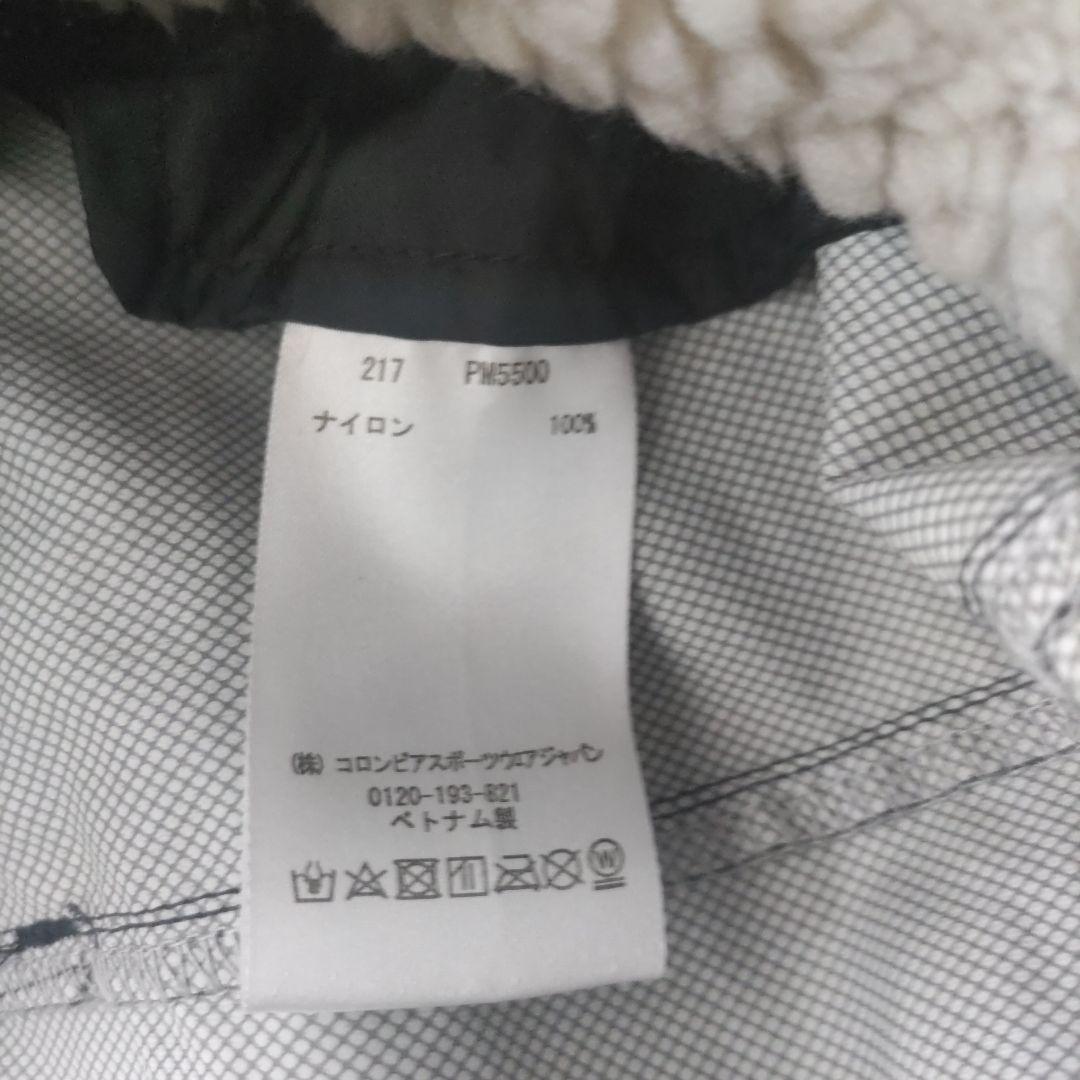 217 PM5500
ナイロン 100%
(株) コロンビアスポーツウエアジャパン
0120-193-821
ベトナム製
W